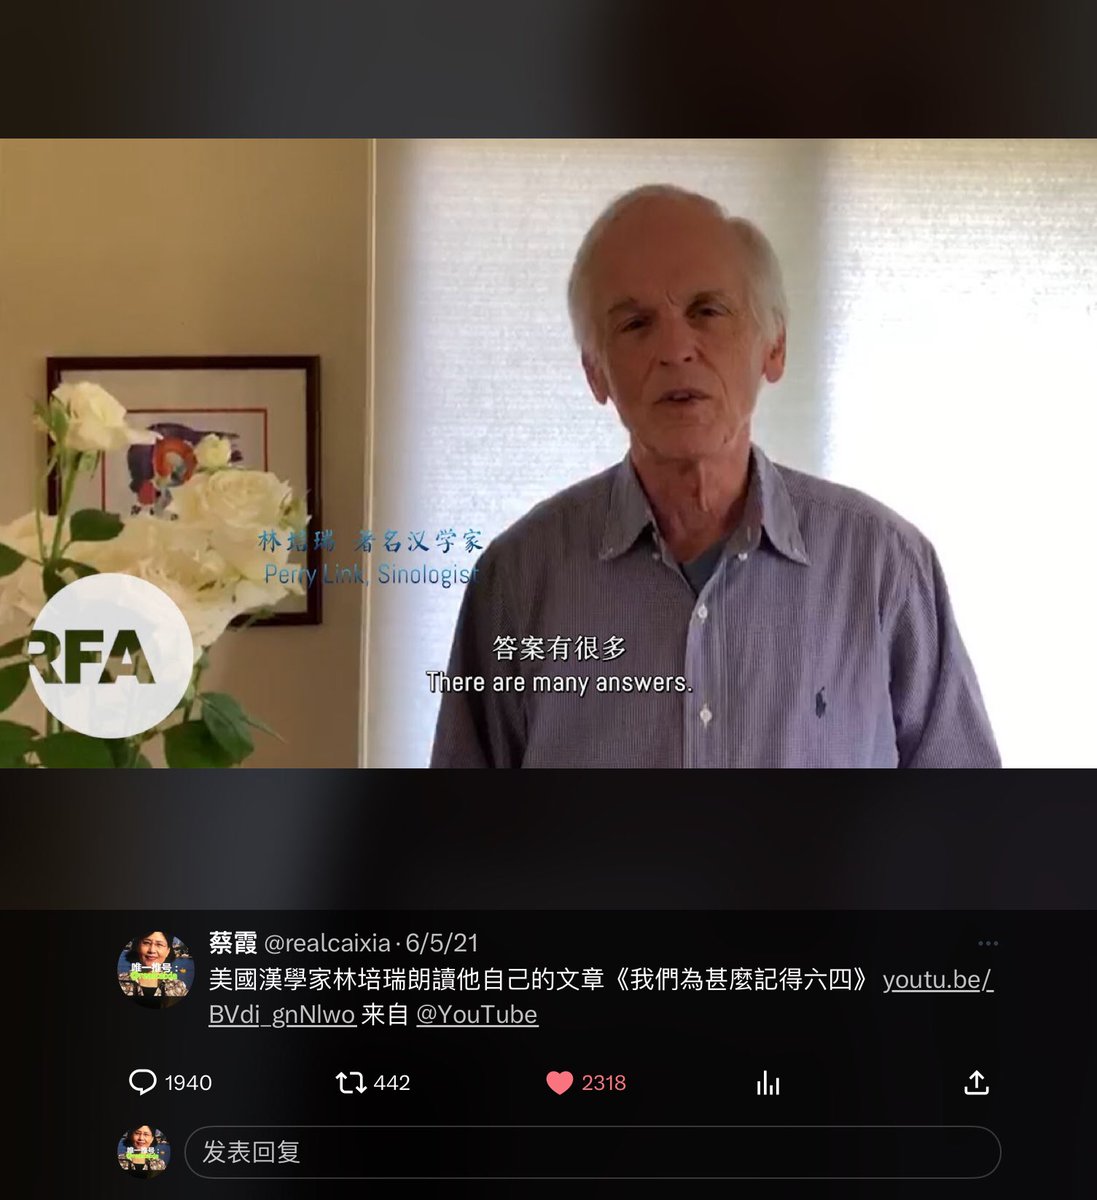 林培瑞 著名汉学家
Perry Link, Sinologist
RFA
答案有很多
There are many answers.
蔡霞 @realcaixia · 6/5/21
美國漢學家林培瑞朗讀他自己的文章《我們為甚麼記得六四》 youtu.be/
BVdi_gnNlwo 来自 @YouTube
1940 442 2318
发表回复